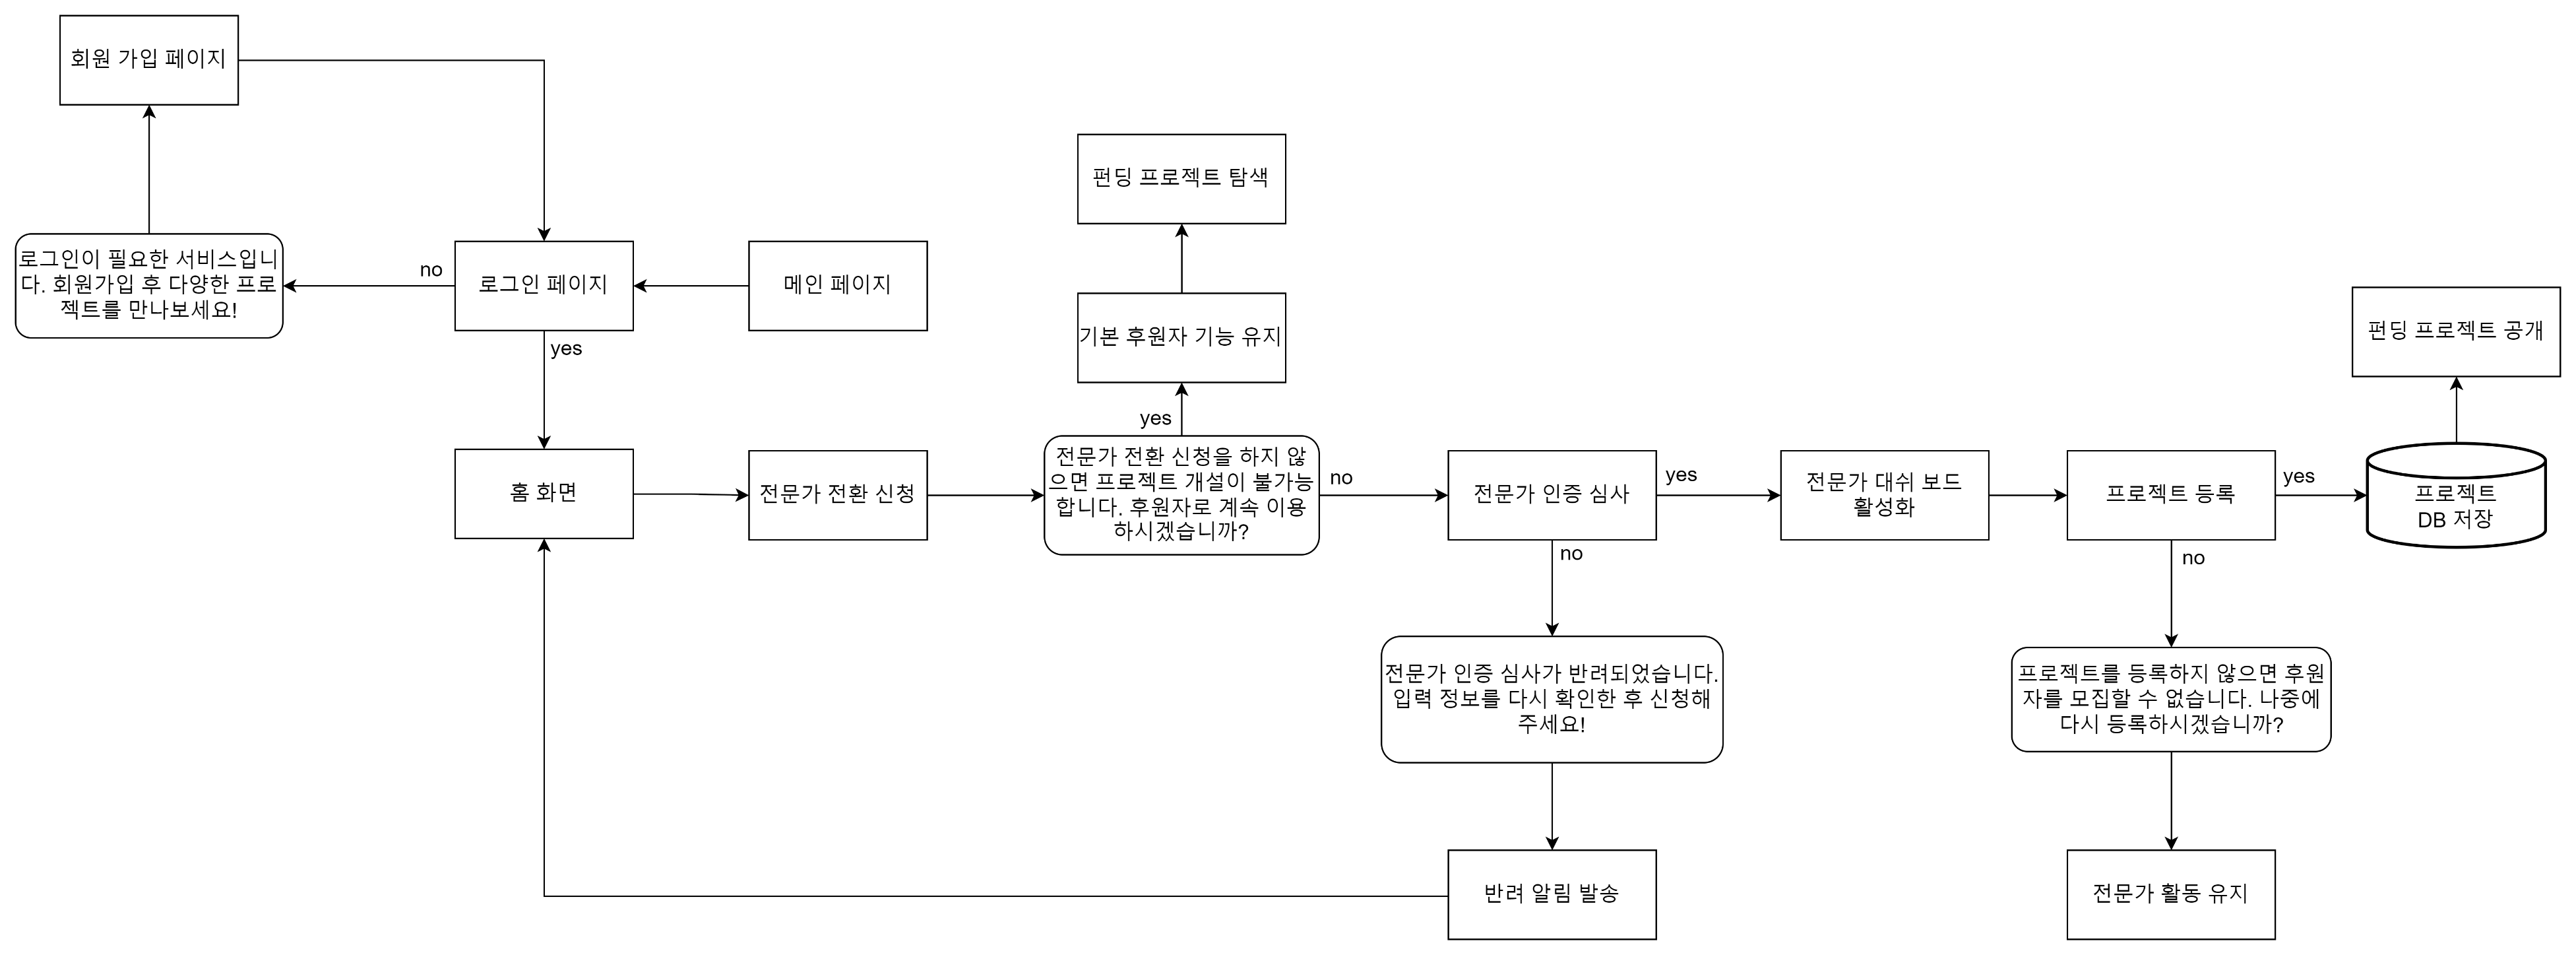 회원 가입 페이지
펀딩 프로젝트 탐색
로그인이 필요한 서비스입니
다. 회원가입 후 다양한 프로
젝트를 만나보세요!
no
로그인 페이지
메인 페이지
yes
기본 후원자 기능 유지
펀딩 프로젝트 공개
yes
홈 화면
전문가 전환 신청
전문가 전환 신청을 하지 않
으면 프로젝트 개설이 불가능
합니다. 후원자로 계속 이용
하시겠습니까?
no
전문가 인증 심사
yes
전문가 대쉬 보드
활성화
프로젝트 등록
yes
프로젝트
DB 저장
no
no
전문가 인증 심사가 반려되었습니다.
입력 정보를 다시 확인한 후 신청해
주세요!
프로젝트를 등록하지 않으면 후원
자를 모집할 수 없습니다. 나중에
다시 등록하시겠습니까?
반려 알림 발송
전문가 활동 유지